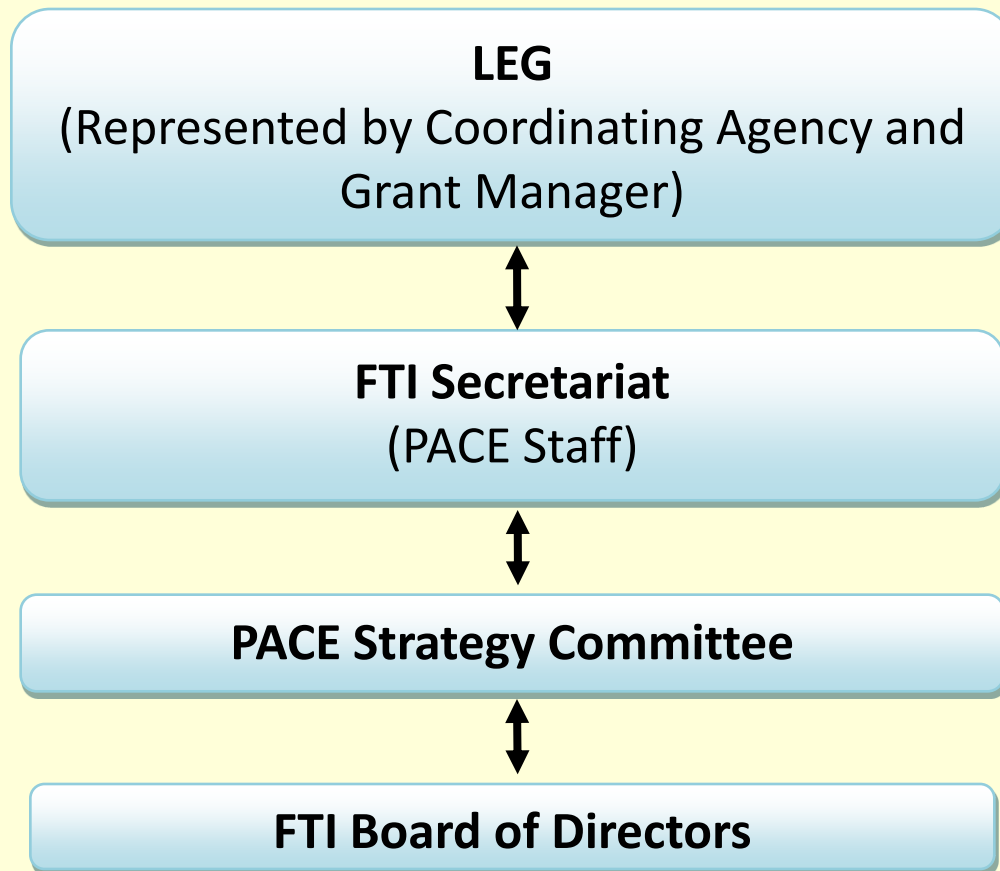 LEG
(Represented by Coordinating Agency and
Grant Manager)
FTI Secretariat
(PACE Staff)
PACE Strategy Committee
FTI Board of Directors